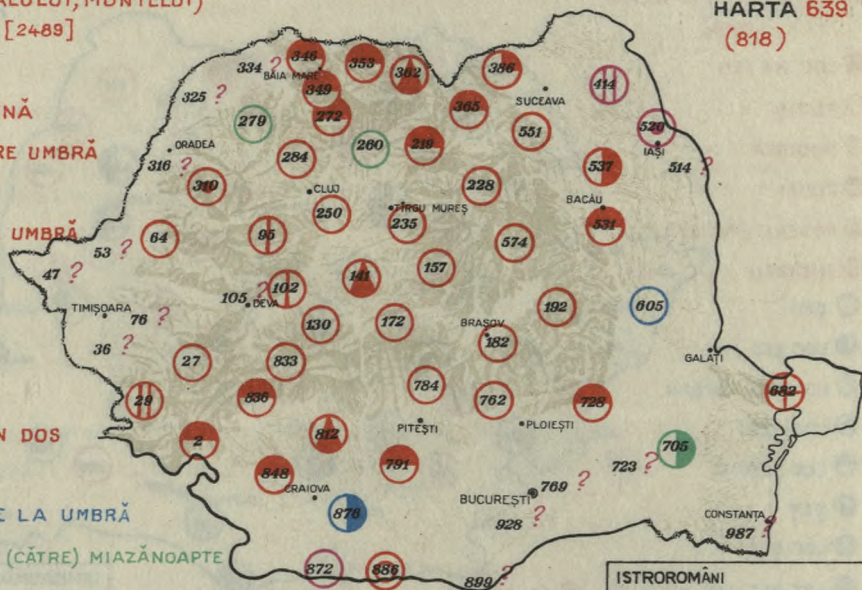 ALULUI, MUNTELUI)
[2489]
HARTA 639
(818)
NĂ
RE UMBRĂ
UMBRĂ
N DOS
E LA UMBRĂ
(CĂTRE) MIAZĂNOAPTE
334 ?
346
BAIA MARE
353
362
386
325 ?
349
365
SUCEAVA
414
279
272
551
520
ORADEA
284
260
219
IAȘI
316 ?
537
514 ?
310
CLUJ
228
BACĂU
250
TÎRGU MUREȘ
531
64
95
235
574
53 ?
47 ?
102
141
157
105 ?
DEVA
192
605
TIMIȘOARA
76 ?
130
172
BRAȘOV
182
36 ?
GALAȚI
27
833
784
682
29
836
762
728
2
812
PITEȘTI
PLOIEȘTI
705
848
791
723 ?
CRAIOVA
769 ?
876
BUCUREȘTI
CONSTANȚA
928 ?
987 ?
872
886
899 ?
ISTROROMÂNI